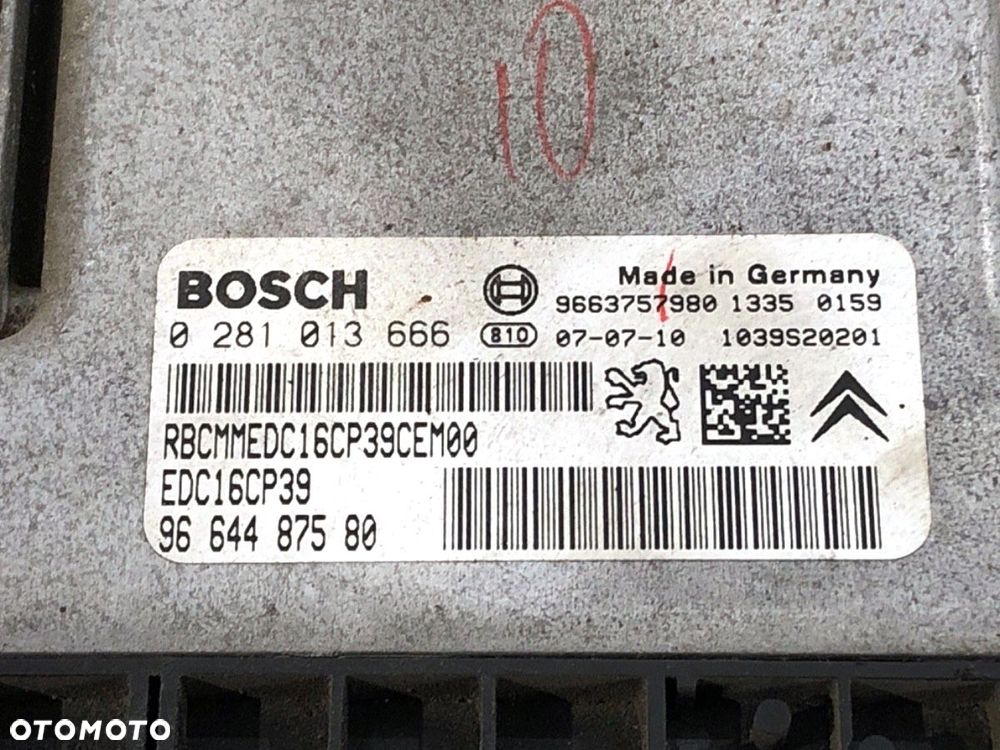 10
BOSCH
Made in Germany
9663757980 1335 0159
0 281 013 666 810 07-07-10 1039S20201
RBCMMEDC16CP39CEM00
EDC16CP39
96 644 875 80
OTOMOTO